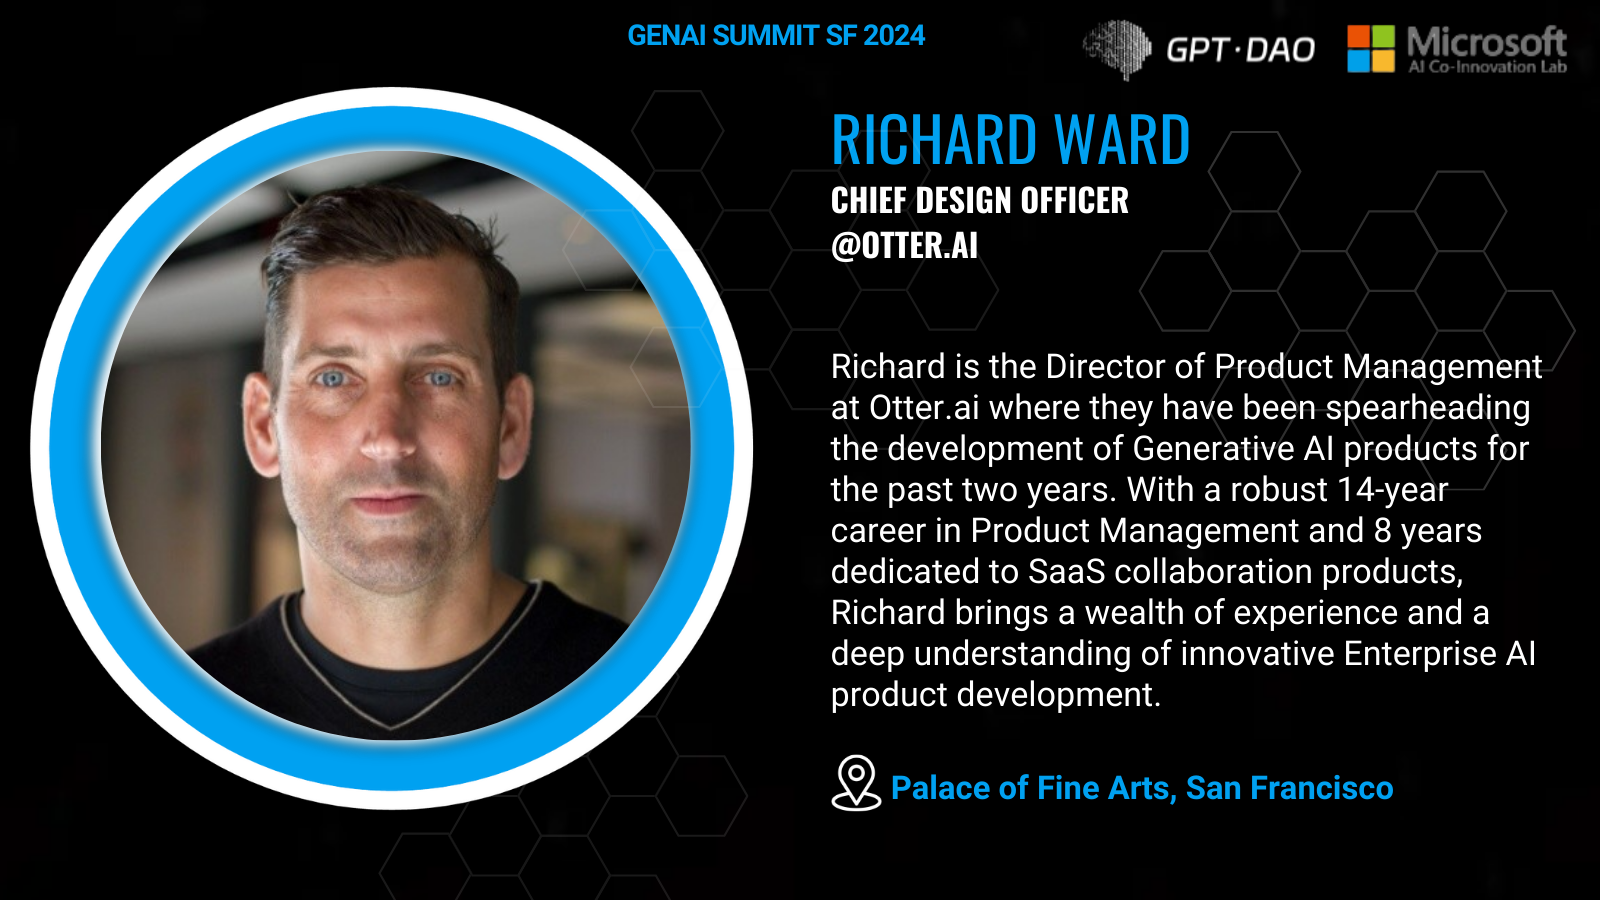 GENAI SUMMIT SF 2024
GPT·DAO
Microsoft
AI Co-Innovation Lab
RICHARD WARD
CHIEF DESIGN OFFICER
@OTTER.AI
Richard is the Director of Product Management
at Otter.ai where they have been spearheading
the development of Generative AI products for
the past two years. With a robust 14-year
career in Product Management and 8 years
dedicated to SaaS collaboration products,
Richard brings a wealth of experience and a
deep understanding of innovative Enterprise AI
product development.
Palace of Fine Arts, San Francisco